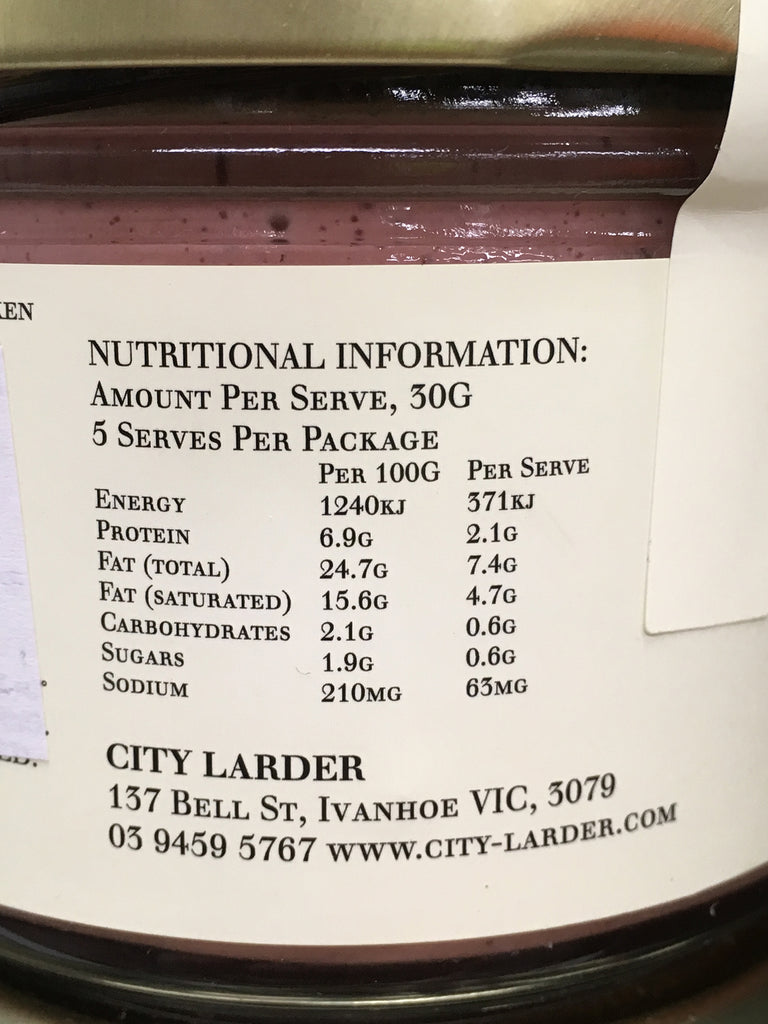 NUTRITIONAL INFORMATION:
AMOUNT PER SERVE, 30G
5 SERVES PER PACKAGE
PER 100G PER SERVE
ENERGY 1240KJ 371KJ
PROTEIN 6.9G 2.1G
FAT (TOTAL) 24.7G 7.4G
FAT (SATURATED) 15.6G 4.7G
CARBOHYDRATES 2.1G 0.6G
SUGARS 1.9G 0.6G
SODIUM 210MG 63MG
CITY LARDER
137 BELL ST, IVANHOE VIC, 3079
03 9459 5767 WWW.CITY-LARDER.COM